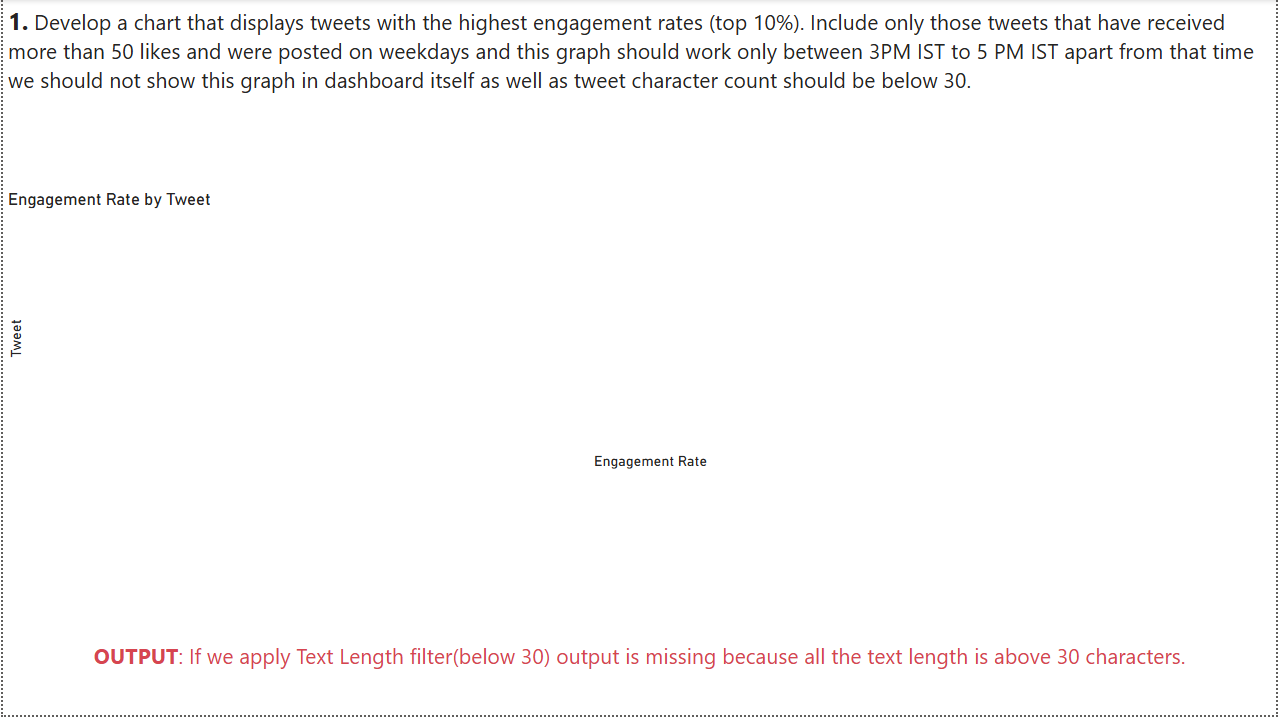 1. Develop a chart that displays tweets with the highest engagement rates (top 10%). Include only those tweets that have received
more than 50 likes and were posted on weekdays and this graph should work only between 3PM IST to 5 PM IST apart from that time
we should not show this graph in dashboard itself as well as tweet character count should be below 30.
Engagement Rate by Tweet
Tweet
Engagement Rate
OUTPUT: If we apply Text Length filter(below 30) output is missing because all the text length is above 30 characters.